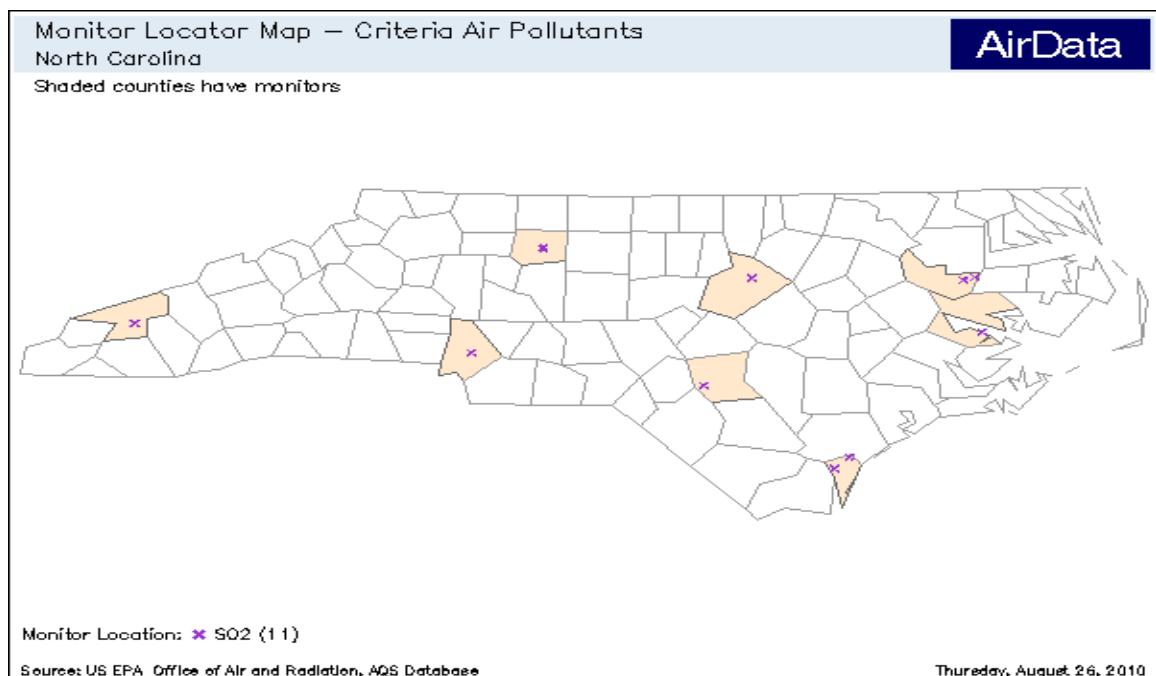 Monitor Locator Map – Criteria Air Pollutants
North Carolina
AirData
Shaded counties have monitors
Monitor Location: × SO2 (11)
Source: US EPA Office of Air and Radiation, AQS Database
Thursday, August 26, 2010